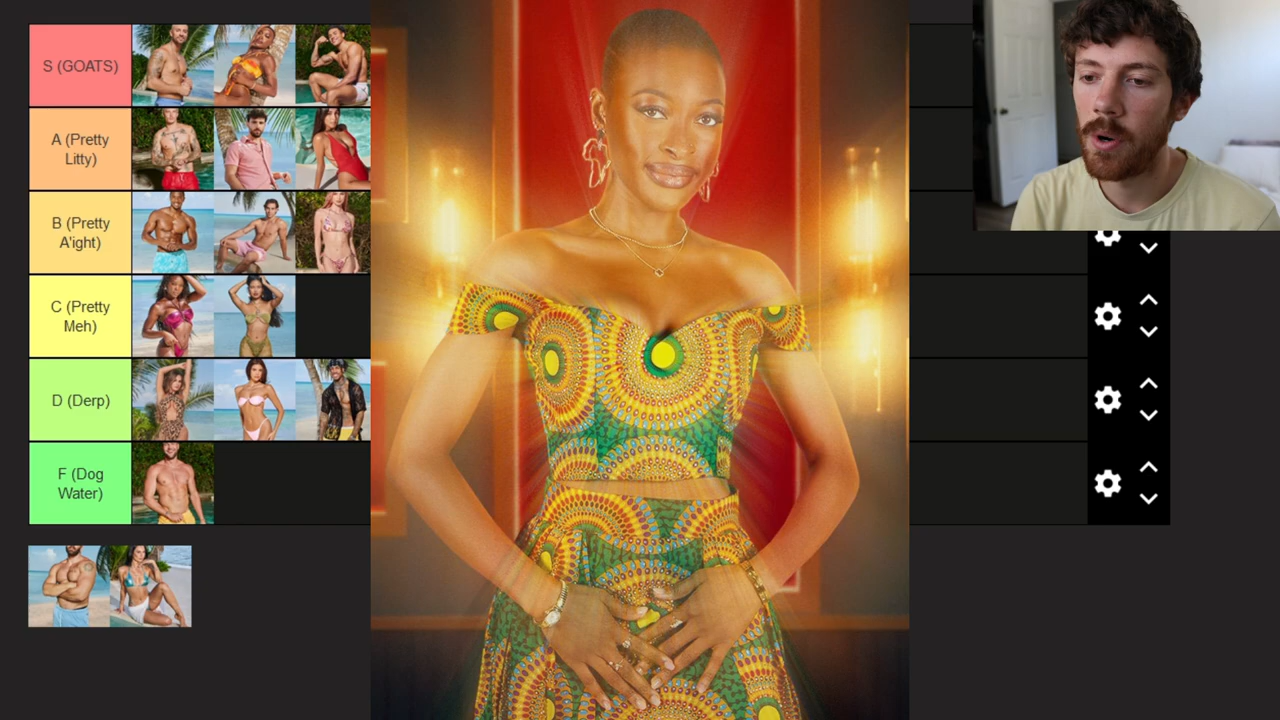 S (GOATS)
A (Pretty
Litty)
B (Pretty
A'ight)
C (Pretty
Meh)
D (Derp)
F (Dog
Water)